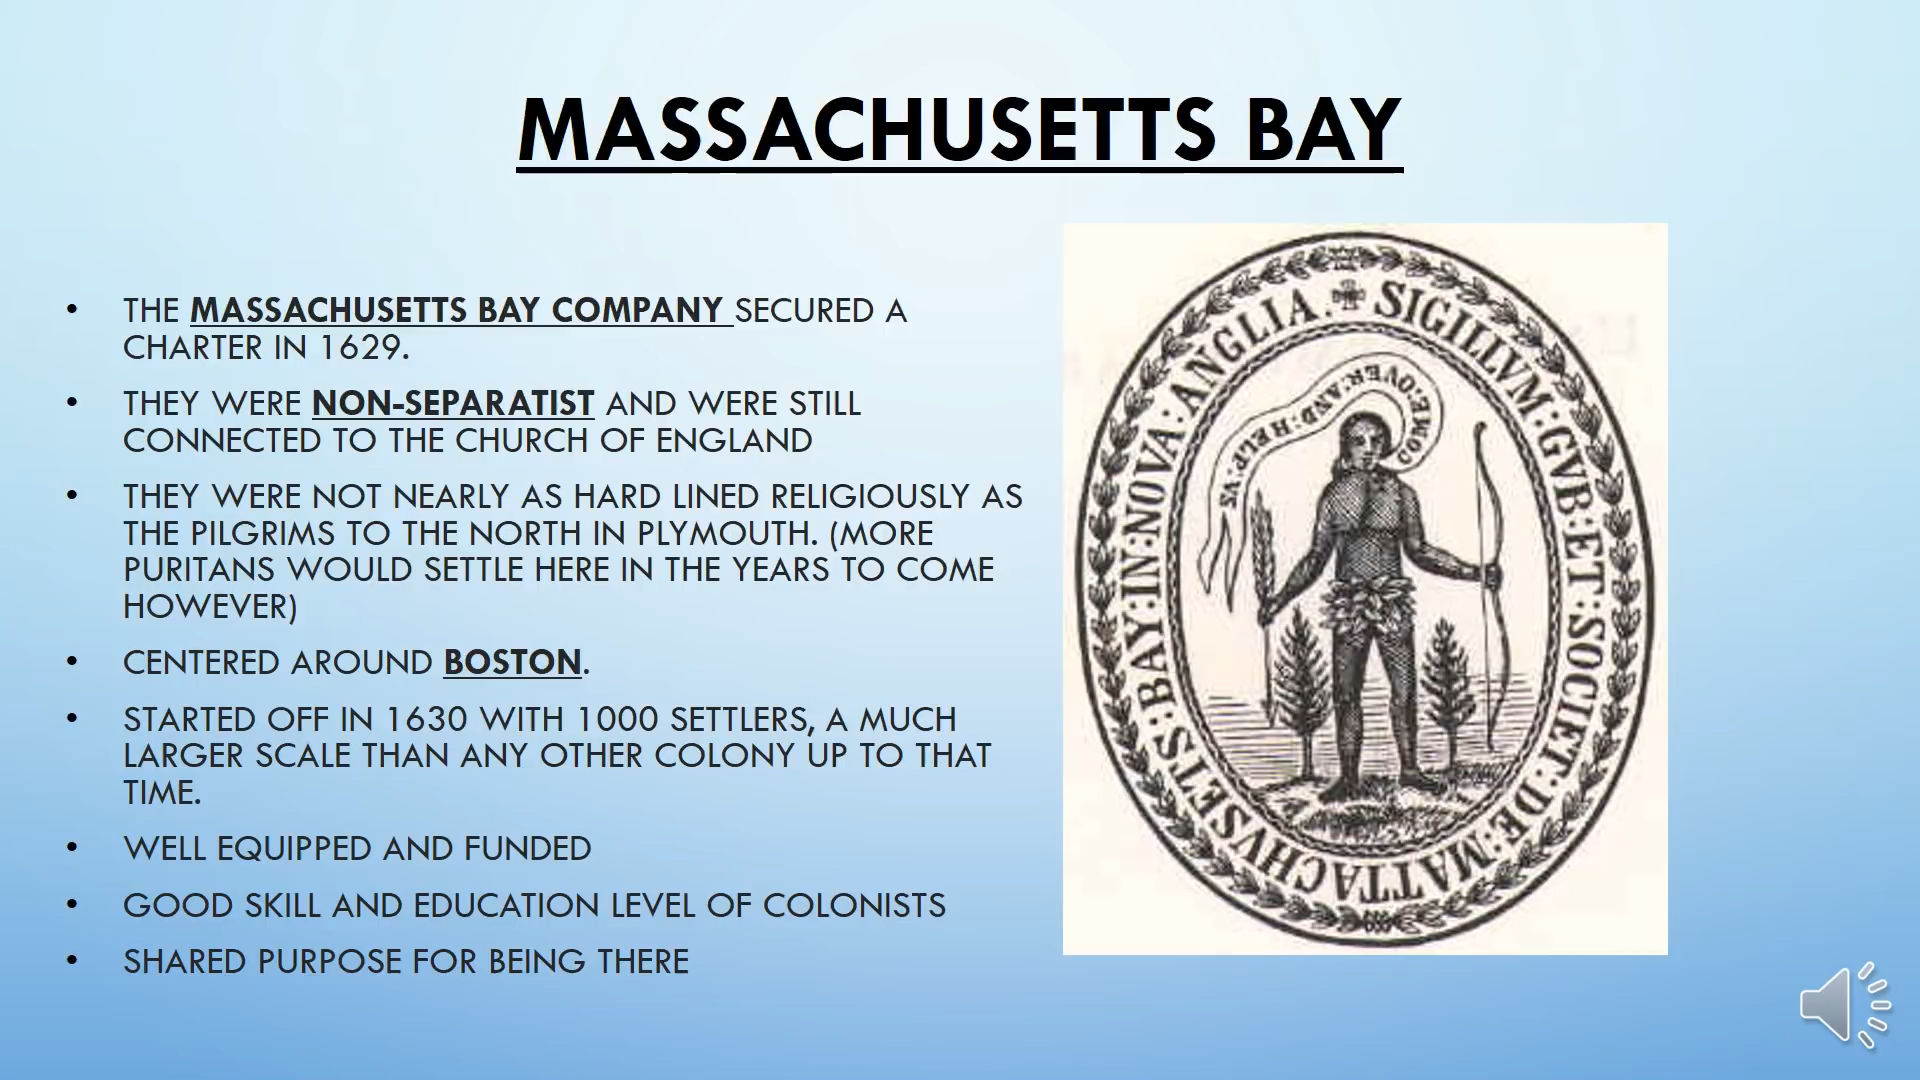 MASSACHUSETTS BAY
• THE MASSACHUSETTS BAY COMPANY SECURED A
CHARTER IN 1629.
• THEY WERE NON-SEPARATIST AND WERE STILL
CONNECTED TO THE CHURCH OF ENGLAND
• THEY WERE NOT NEARLY AS HARD LINED RELIGIOUSLY AS
THE PILGRIMS TO THE NORTH IN PLYMOUTH. (MORE
PURITANS WOULD SETTLE HERE IN THE YEARS TO COME
HOWEVER)
• CENTERED AROUND BOSTON.
• STARTED OFF IN 1630 WITH 1000 SETTLERS, A MUCH
LARGER SCALE THAN ANY OTHER COLONY UP TO THAT
TIME.
• WELL EQUIPPED AND FUNDED
• GOOD SKILL AND EDUCATION LEVEL OF COLONISTS
• SHARED PURPOSE FOR BEING THERE
SIGILLVM:GVB:ET:SOCIET:DE:MATTACHVSETS:BAY:IN:NOVA:ANGLIA.
COME:OVER:AND:HELP:VS